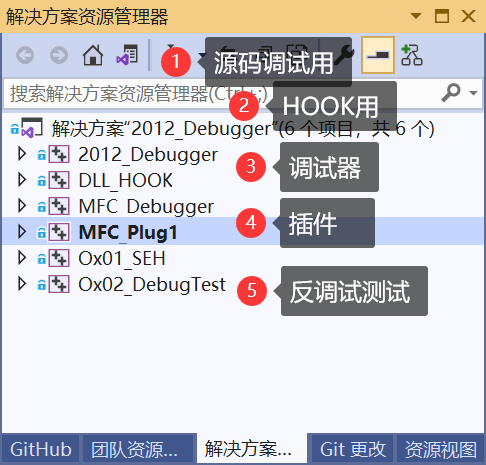 解决方案资源管理器
1 源码调试用
搜索解决方案资源管理器(Ctrl+;)
2 HOOK用
解决方案"2012_Debugger"(6 个项目，共 6 个)
2012_Debugger
3 调试器
DLL_HOOK
MFC_Debugger
4 插件
MFC_Plug1
Ox01_SEH
Ox02_DebugTest
5 反调试测试
GitHub
团队资源...
解决方案...
Git 更改
资源视图